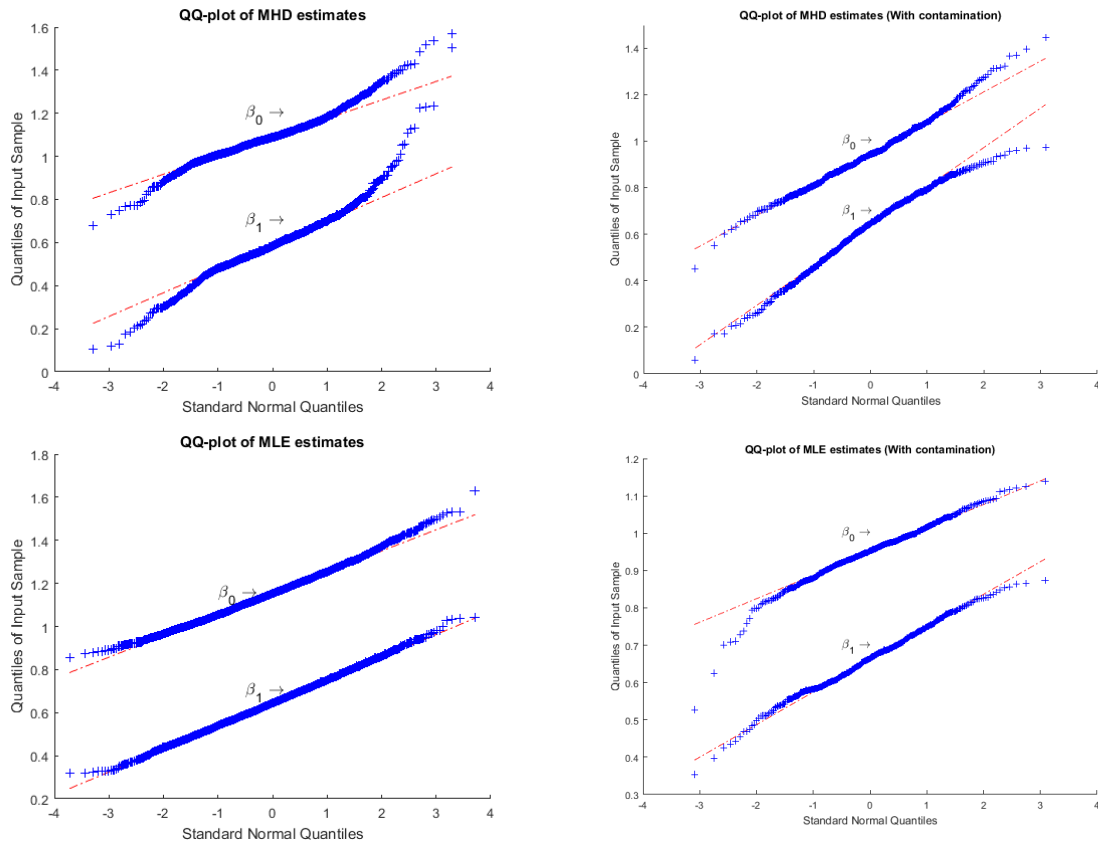 QQ-plot of MHD estimates
Quantiles of Input Sample
1.6
1.4
1.2
1
0.8
0.6
0.4
0.2
0
β0 →
β1 →
-4 -3 -2 -1 0 1 2 3 4
Standard Normal Quantiles
QQ-plot of MHD estimates (With contamination)
Quantiles of Input Sample
1.4
1.2
1
0.8
0.6
0.4
0.2
0
β0 →
β1 →
-4 -3 -2 -1 0 1 2 3 4
Standard Normal Quantiles
QQ-plot of MLE estimates
Quantiles of Input Sample
1.8
1.6
1.4
1.2
1
0.8
0.6
0.4
0.2
β0 →
β1 →
-4 -3 -2 -1 0 1 2 3 4
Standard Normal Quantiles
QQ-plot of MLE estimates (With contamination)
Quantiles of Input Sample
1.2
1.1
1
0.9
0.8
0.7
0.6
0.5
0.4
0.3
β0 →
β1 →
-4 -3 -2 -1 0 1 2 3 4
Standard Normal Quantiles